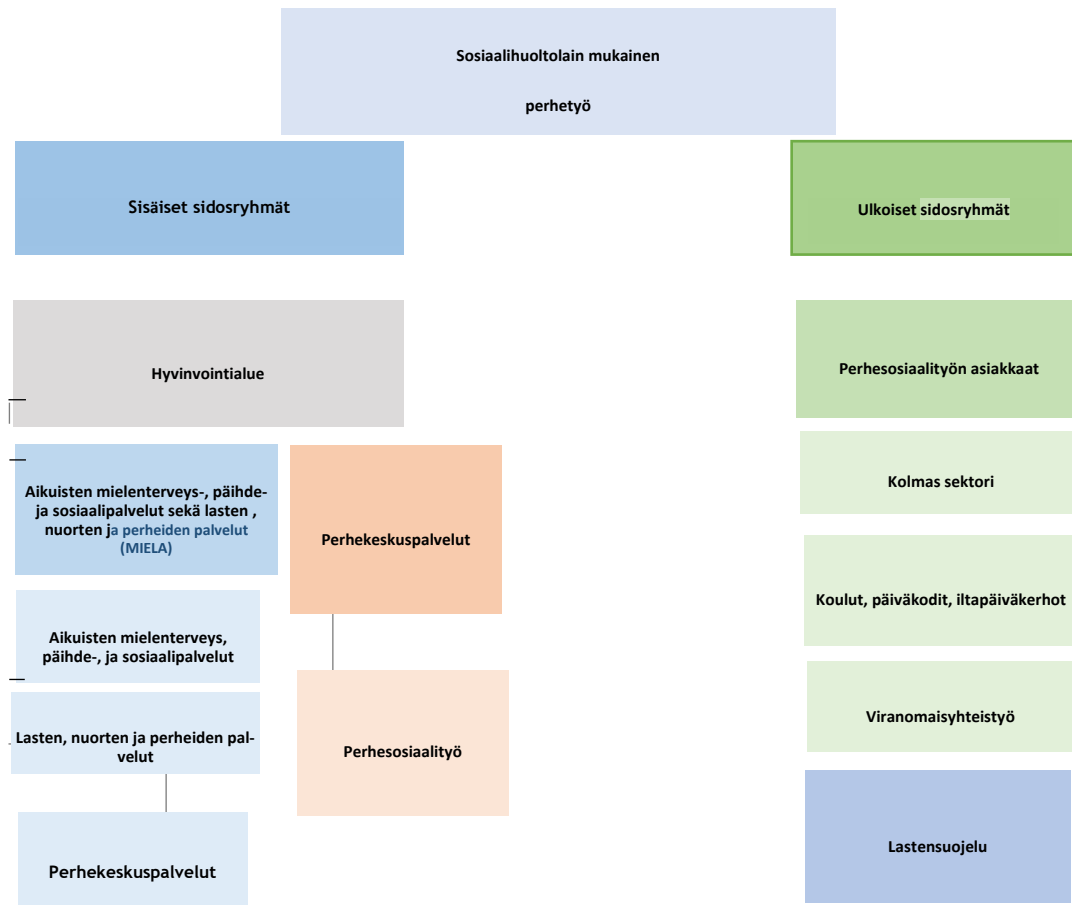 Sosiaalihuoltolain mukainen
perhetyö
Sisäiset sidosryhmät
Ulkoiset sidosryhmät
Hyvinvointialue
Perhesosiaalityön asiakkaat
Aikuisten mielenterveys-, päihde-
ja sosiaalipalvelut sekä lasten ,
nuorten ja perheiden palvelut
(MIELA)
Perhekeskuspalvelut
Kolmas sektori
Koulut, päiväkodit, iltapäiväkerhot
Aikuisten mielenterveys,
päihde-, ja sosiaalipalvelut
Perhesosiaalityö
Viranomaisyhteistyö
Lasten, nuorten ja perheiden pal-
velut
Perhekeskuspalvelut
Lastensuojelu